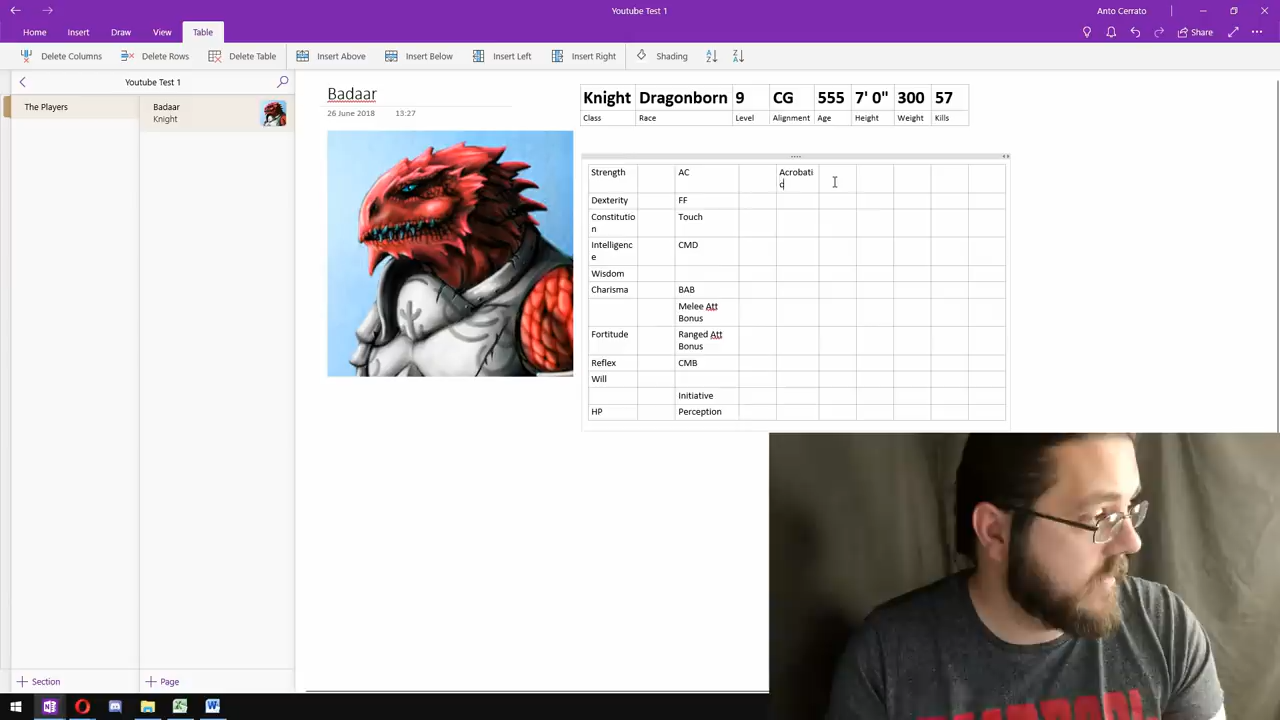 Youtube Test 1
Anto Cerrato
Home Insert Draw View Table
Share
Delete Columns Delete Rows Delete Table Insert Above Insert Below Insert Left Insert Right Shading
Youtube Test 1
The Players
Badaar
Knight
Badaar
26 June 2018 13:27
Knight Dragonborn 9 CG 555 7' 0" 300 57
Class Race Level Alignment Age Height Weight Kills
Strength AC Acrobati
c
Dexterity FF
Constitutio Touch
n
Intelligenc CMD
e
Wisdom
Charisma BAB
Melee Att
Bonus
Fortitude Ranged Att
Bonus
Reflex CMB
Will
Initiative
HP Perception
Section
Page